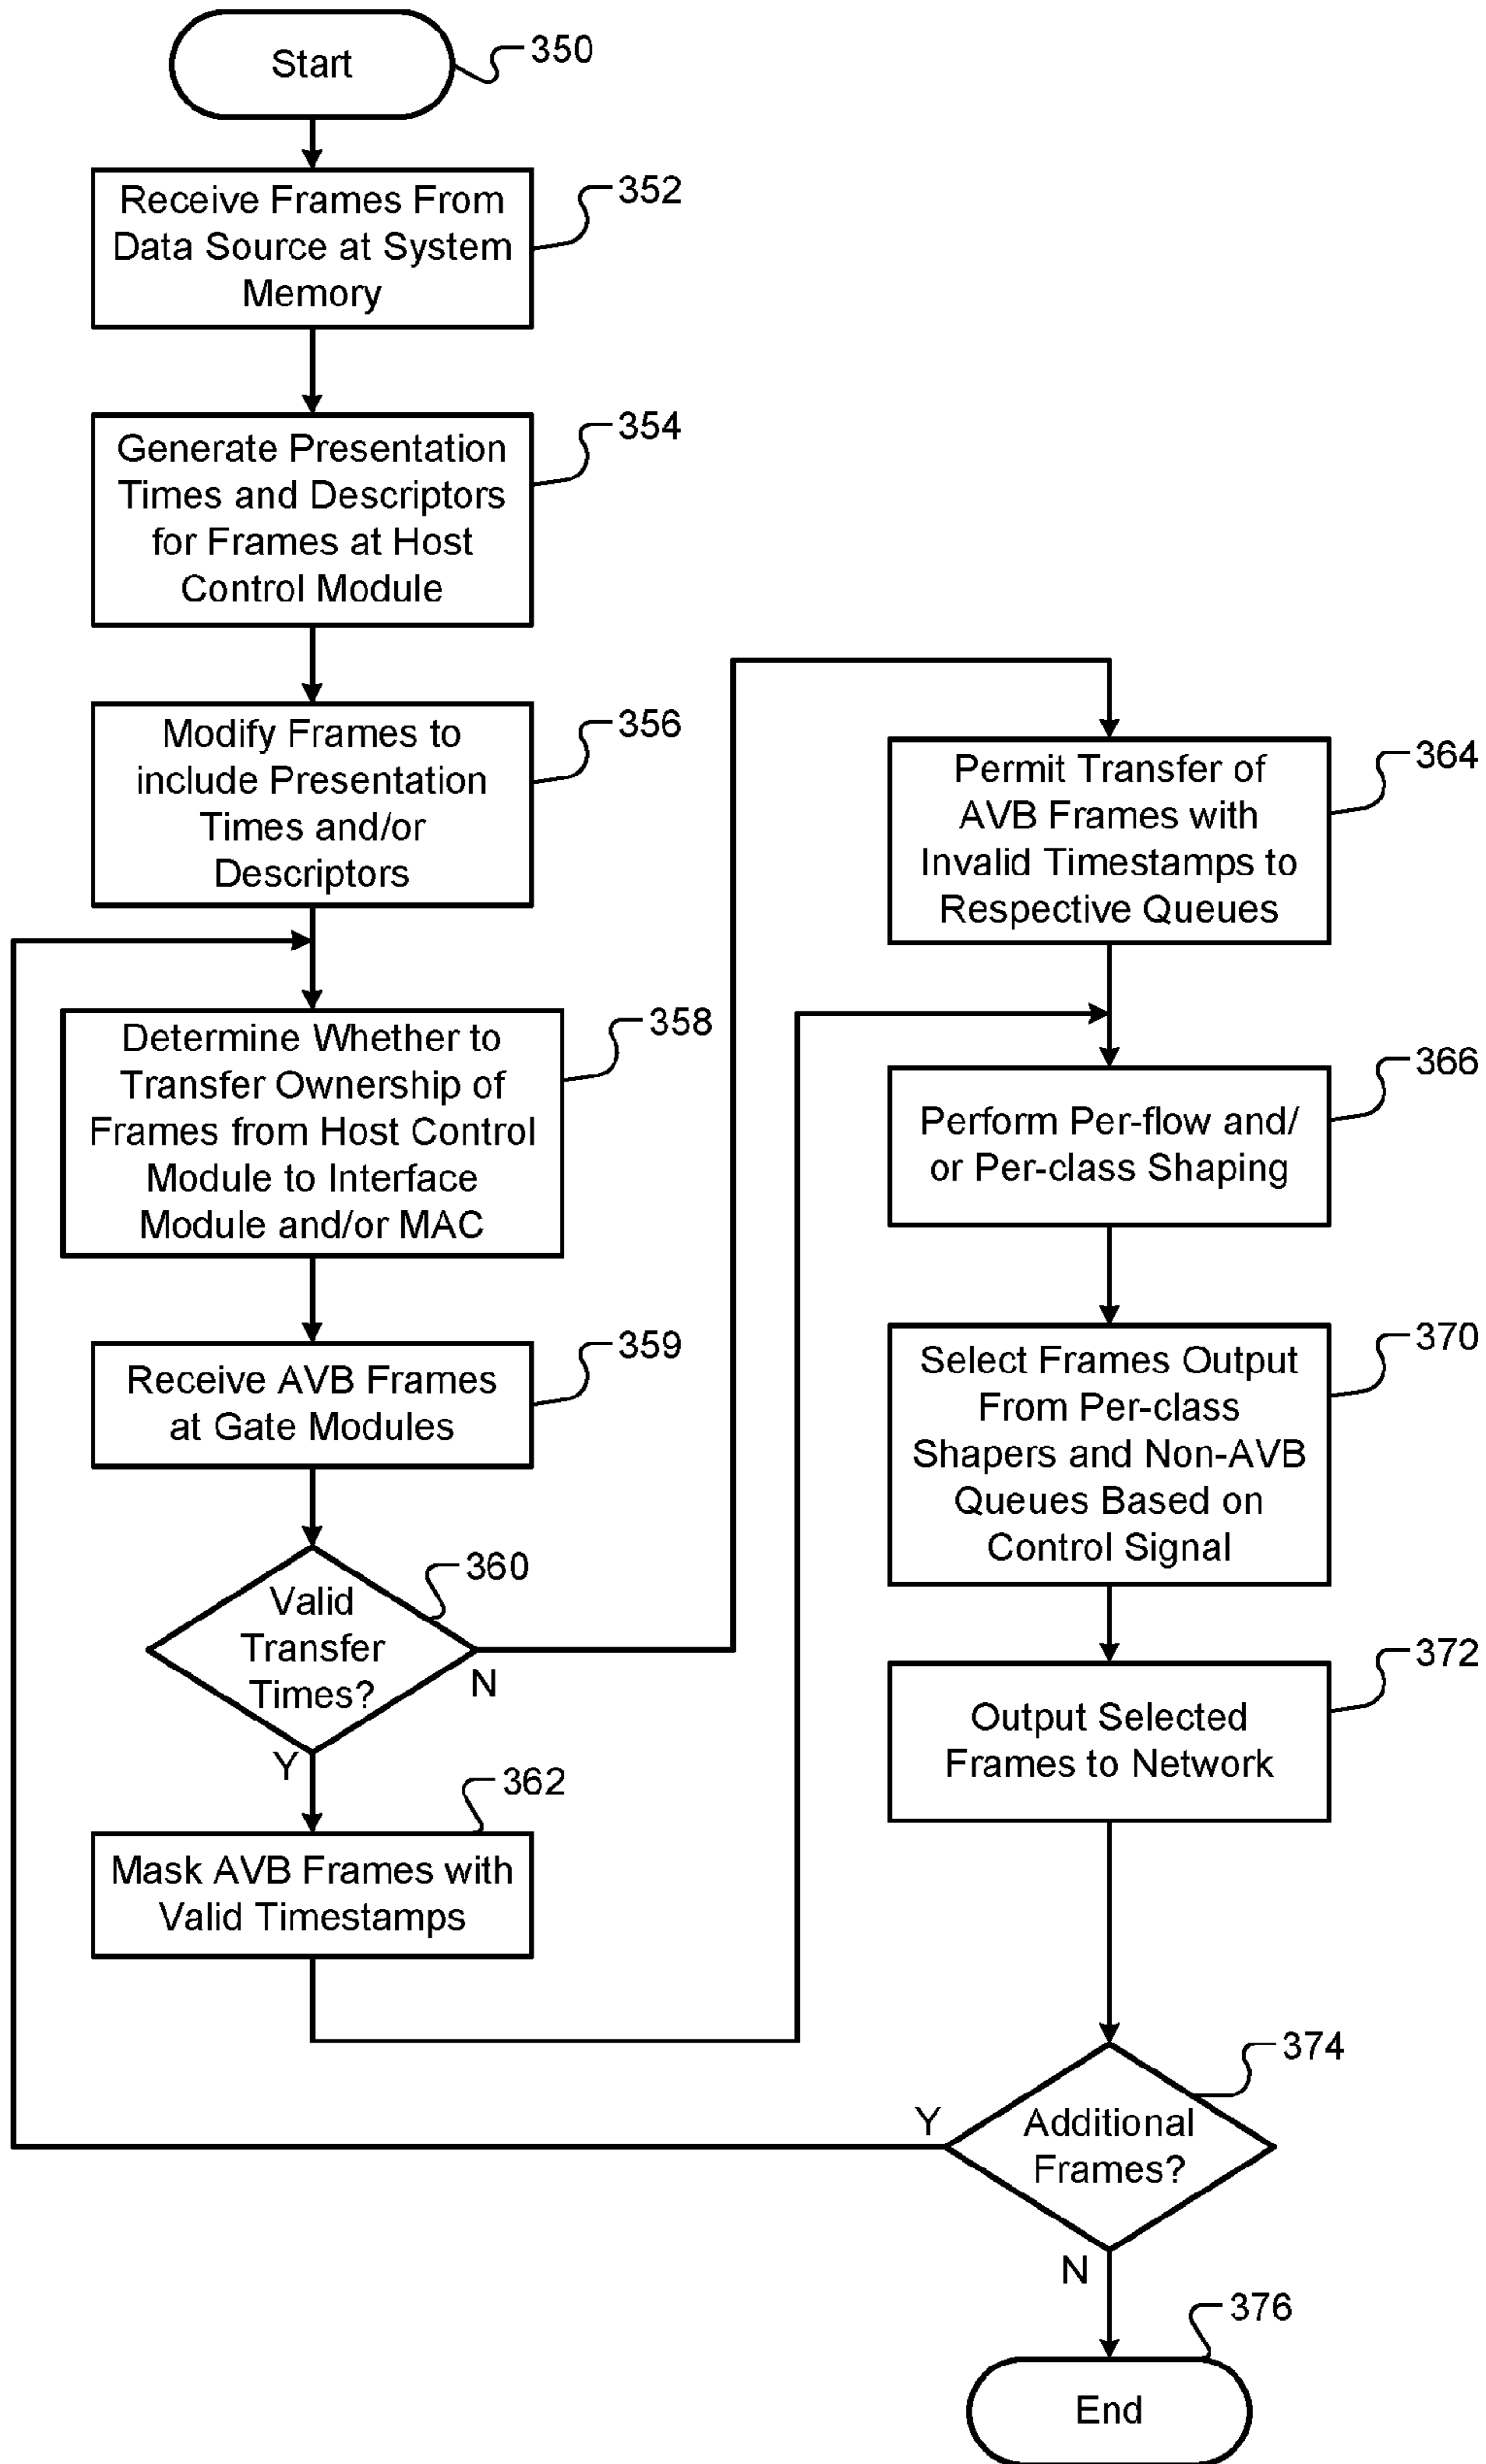 Start
350
Receive Frames From
Data Source at System
Memory
352
Generate Presentation
Times and Descriptors
for Frames at Host
Control Module
354
Modify Frames to
include Presentation
Times and/or
Descriptors
356
Determine Whether to
Transfer Ownership of
Frames from Host Control
Module to Interface
Module and/or MAC
358
Receive AVB Frames
at Gate Modules
359
Valid
Transfer
Times?
360
N
Y
Mask AVB Frames with
Valid Timestamps
362
Permit Transfer of
AVB Frames with
Invalid Timestamps to
Respective Queues
364
Perform Per-flow and/
or Per-class Shaping
366
Select Frames Output
From Per-class
Shapers and Non-AVB
Queues Based on
Control Signal
370
Output Selected
Frames to Network
372
Additional
Frames?
374
Y
N
End
376